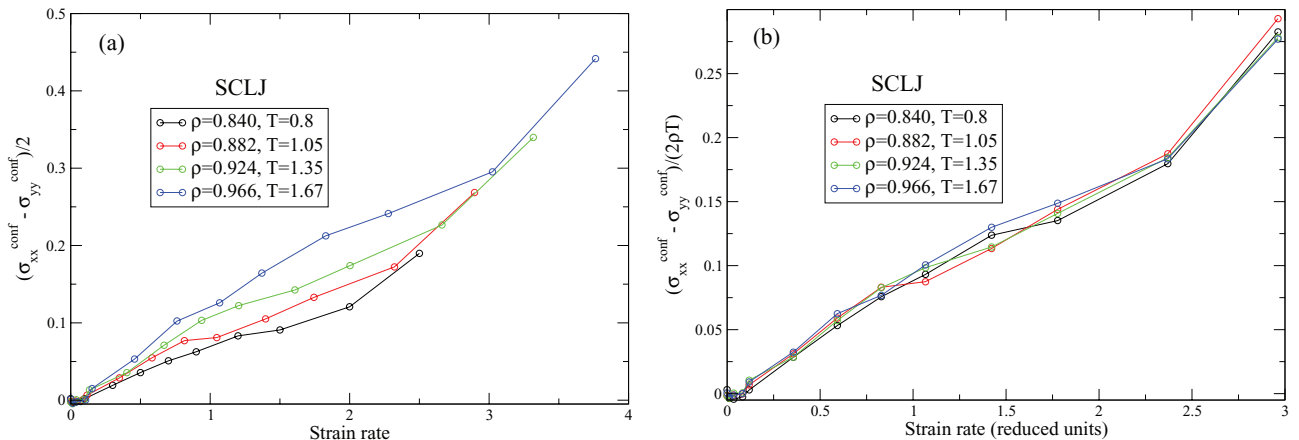 (a)
SCLJ
ρ=0.840, T=0.8
ρ=0.882, T=1.05
ρ=0.924, T=1.35
ρ=0.966, T=1.67
(σxx^conf - σyy^conf)/2
0.5
0.4
0.3
0.2
0.1
0
0 1 2 3 4
Strain rate
(b)
SCLJ
ρ=0.840, T=0.8
ρ=0.882, T=1.05
ρ=0.924, T=1.35
ρ=0.966, T=1.67
(σxx^conf - σyy^conf)/(2ρT)
0.25
0.2
0.15
0.1
0.05
0
0 0.5 1 1.5 2 2.5 3
Strain rate (reduced units)